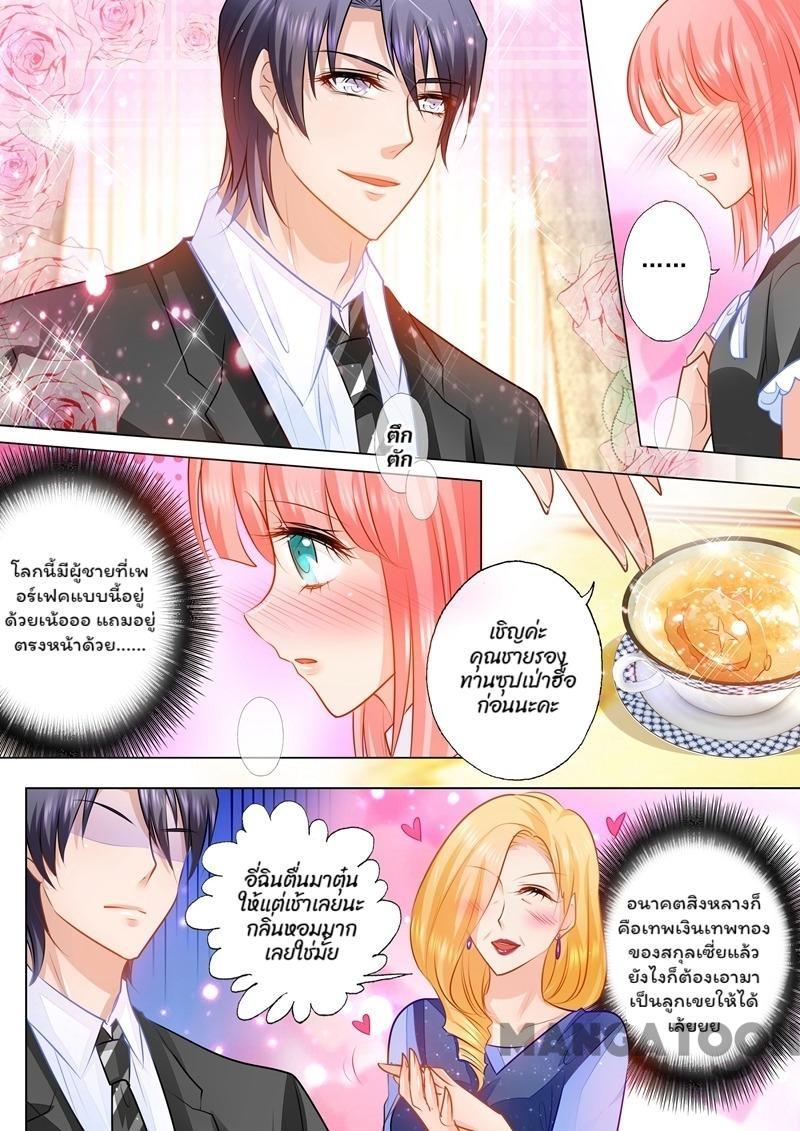 ......
ตึก
ตัก
โลกนี้มีผู้ชายที่เพ
อร์เฟคแบบนี้อยู่
ด้วยเน้อออ แถมอยู่
ตรงหน้าด้วย......
เชิญค่ะ
คุณชายรอง
ทานซุปเป่าฮื้อ
ก่อนนะคะ
อี่ฉินตื่นมาตุ๋น
ให้แต่เช้าเลยนะ
กลิ่นหอมมาก
เลยใช่มั้ย
อนาคตสิงหลางก็
คือเทพเงินเทพทอง
ของสกุลเซี่ยแล้ว
ยังไงก็ต้องเอามา
เป็นลูกเขยให้ได้
เล้ยยย
MANGATOON